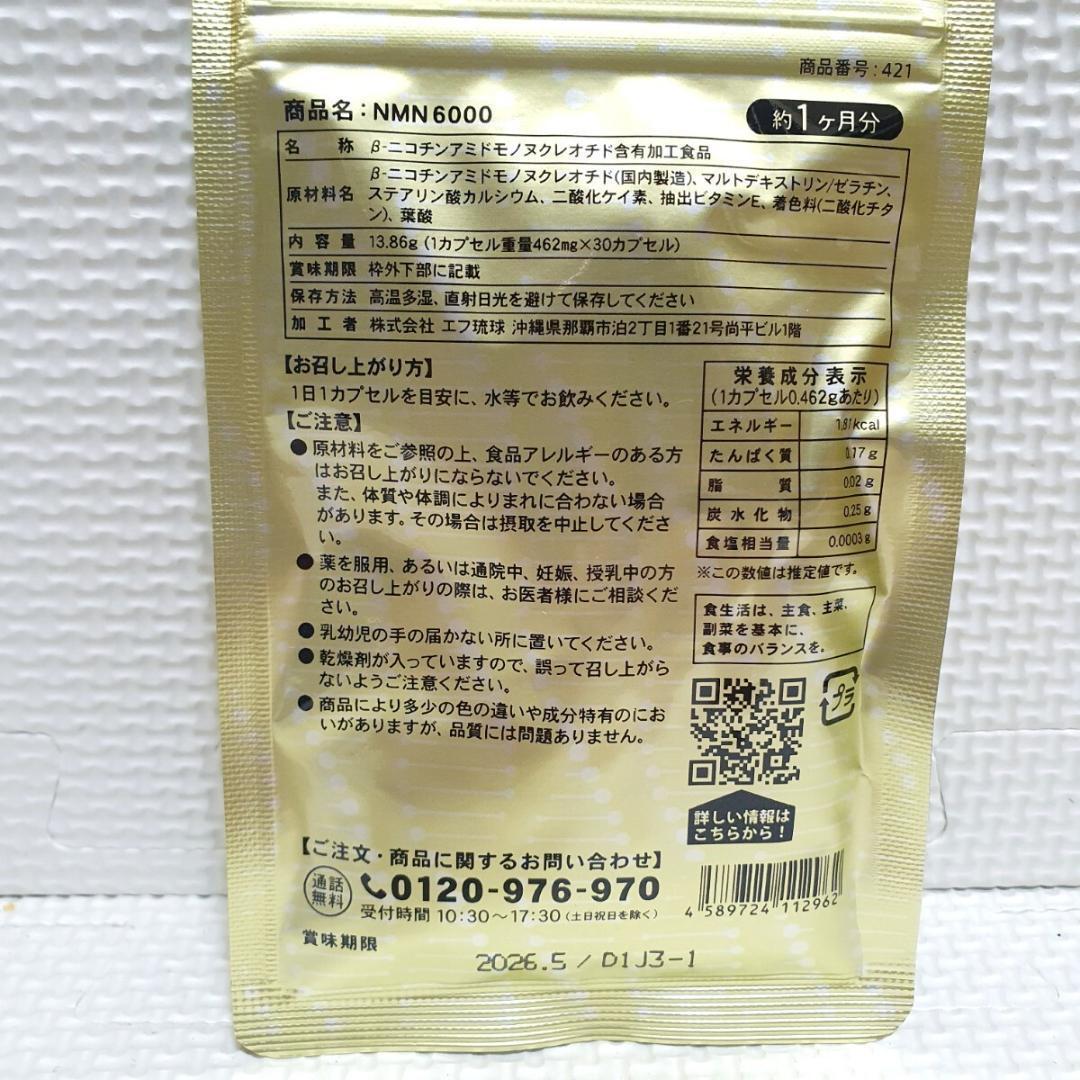 商品番号:421
商品名:NMN6000
約1ヶ月分
名称 β-ニコチンアミドモノヌクレオチド含有加工食品
原材料名 β-ニコチンアミドモノヌクレオチド(国内製造)、マルトデキストリン/ゼラチン、
ステアリン酸カルシウム、二酸化ケイ素、抽出ビタミンE、着色料(二酸化チタ
ン)、葉酸
内容量 13.86g (1カプセル重量462mg×30カプセル)
賞味期限 枠外下部に記載
保存方法 高温多湿、直射日光を避けて保存してください
加工者 株式会社 エフ琉球 沖縄県那覇市泊2丁目1番21号尚平ビル1階
【お召し上がり方】
1日1カプセルを目安に、水等でお飲みください。
【ご注意】
●原材料をご参照の上、食品アレルギーのある方
はお召し上がりにならないでください。
また、体質や体調によりまれに合わない場合
があります。その場合は摂取を中止してくださ
い。
●薬を服用、あるいは通院中、妊娠、授乳中の方
のお召し上がりの際は、お医者様にご相談くだ
さい。
●乳幼児の手の届かない所に置いてください。
●乾燥剤が入っていますので、誤って召し上がら
ないようご注意ください。
●商品により多少の色の違いや成分特有のにお
いがありますが、品質には問題ありません。
栄養成分表示
(1カプセル0.462gあたり)
エネルギー 1.81kcal
たんぱく質 0.17g
脂質 0.02g
炭水化物 0.25g
食塩相当量 0.0003g
※この数値は推定値です。
食生活は、主食、主菜、
副菜を基本に、
食事のバランスを。
プラ
詳しい情報は
こちらから!
【ご注文・商品に関するお問い合わせ】
通話
無料
0120-976-970
受付時間 10:30~17:30(土日祝日を除く)
4 589724 112962
賞味期限
2026.5/D1J3-1